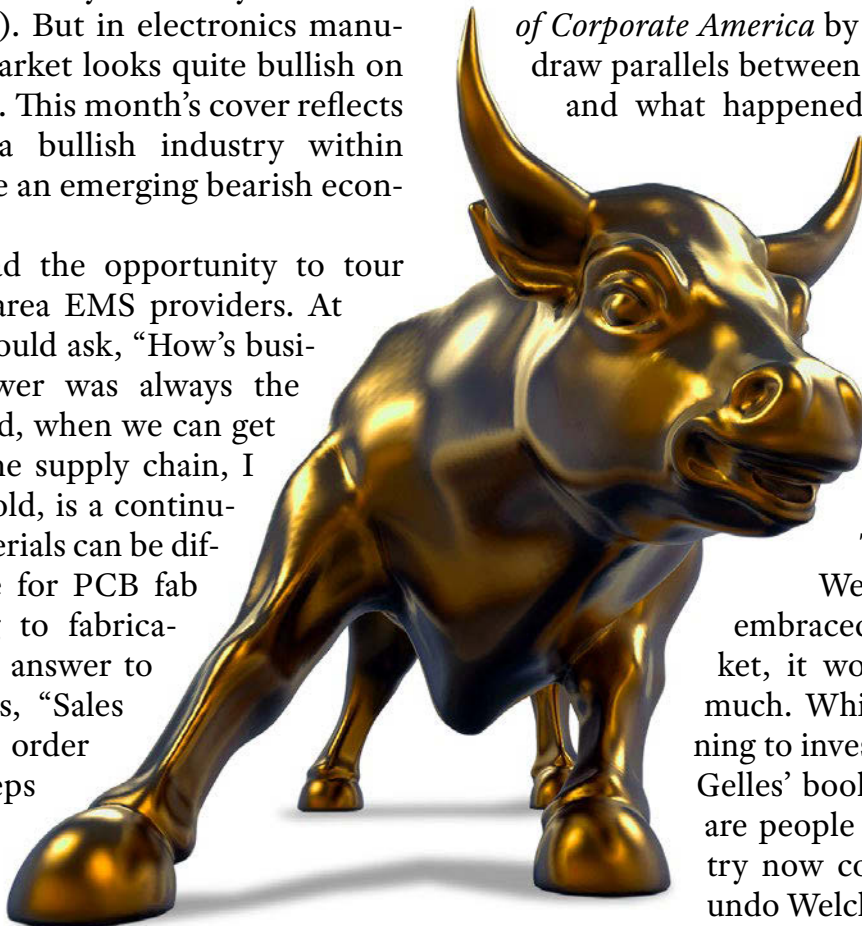 ). But in electronics manu-
arket looks quite bullish on
. This month's cover reflects
a bullish industry within
e an emerging bearish econ-
ad the opportunity to tour
area EMS providers. At
ould ask, “How's busi-
wer was always the
d, when we can get
he supply chain, I
old, is a continu-
erials can be dif-
e for PCB fab
g to fabrica-
answer to
s, “Sales
order
eps
of Corporate America by
draw parallels between
and what happened
We
embraced
ket, it wo
much. Whi
ning to inves
Gelles' book
are people
try now co
undo Welch